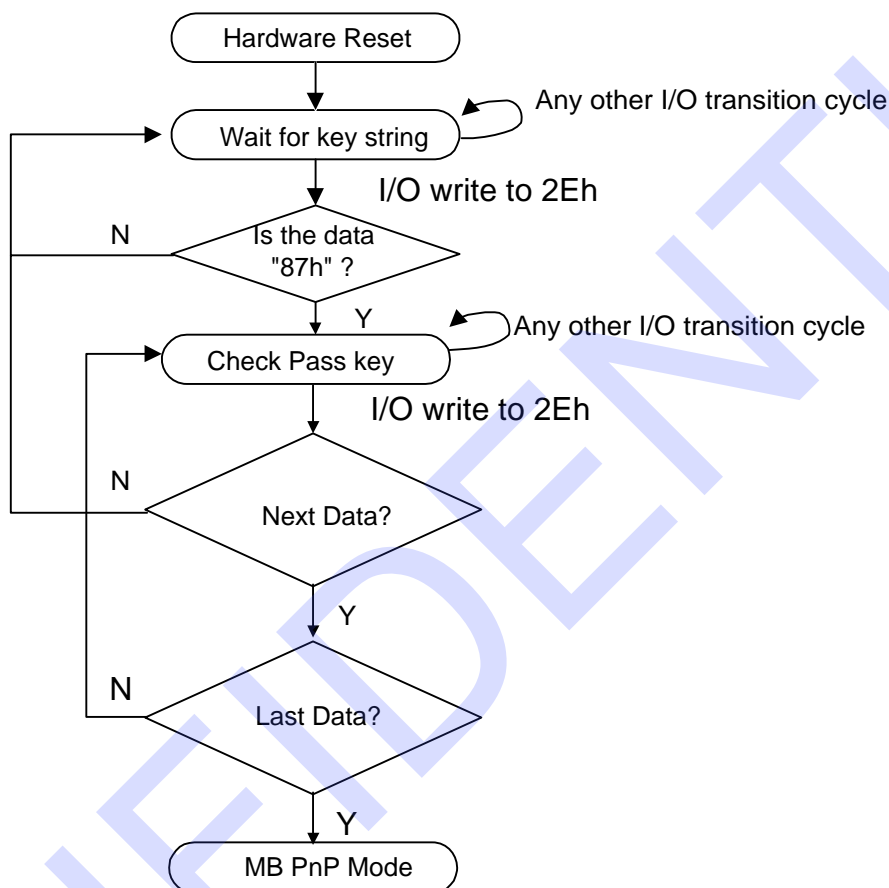 Hardware Reset
Any other I/O transition cycle
Wait for key string
I/O write to 2Eh
N
Is the data
"87h" ?
Y
Any other I/O transition cycle
Check Pass key
I/O write to 2Eh
N
Next Data?
Y
N
Last Data?
Y
MB PnP Mode